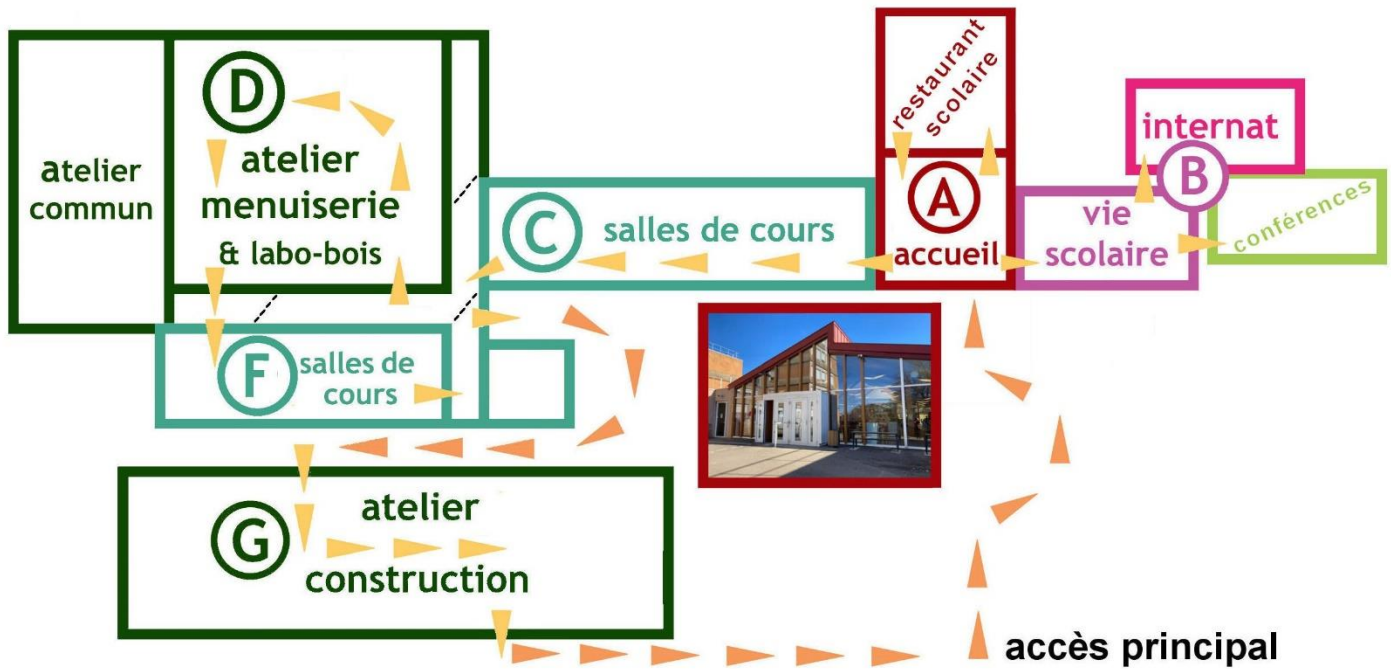 D
atelier
menuiserie
& labo-bois
atelier
commun
C
salles de cours
restaurant
scolaire
A
accueil
internat
B
vie
scolaire
conférences
F
salles de
cours
G
atelier
construction
accès principal